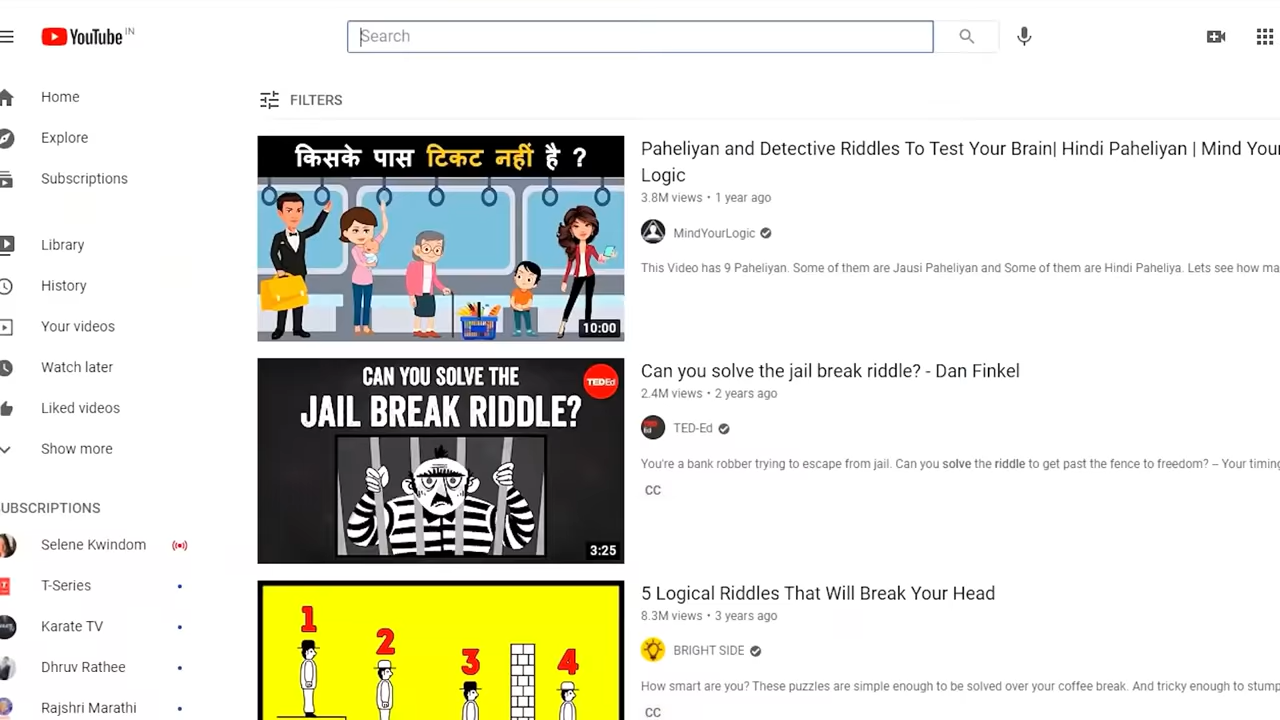 YouTube IN
Search
Home
Explore
Subscriptions
Library
History
Your videos
Watch later
Liked videos
Show more
UBSCRIPTIONS
Selene Kwindom
T-Series
Karate TV
Dhruv Rathee
Rajshri Marathi
FILTERS
किसके पास टिकट नहीं है ?
10:00
Paheliyan and Detective Riddles To Test Your Brain| Hindi Paheliyan | Mind Your
Logic
3.8M views • 1 year ago
MindYourLogic
This Video has 9 Paheliyan. Some of them are Jausi Paheliyan and Some of them are Hindi Paheliya. Lets see how ma
CAN YOU SOLVE THE
JAIL BREAK RIDDLE?
TED-Ed
3:25
Can you solve the jail break riddle? - Dan Finkel
2.4M views • 2 years ago
TED-Ed
You're a bank robber trying to escape from jail. Can you solve the riddle to get past the fence to freedom? – Your timing
CC
1
2
3
4
5 Logical Riddles That Will Break Your Head
8.3M views • 3 years ago
BRIGHT SIDE
How smart are you? These puzzles are simple enough to be solved over your coffee break. And tricky enough to stump
CC